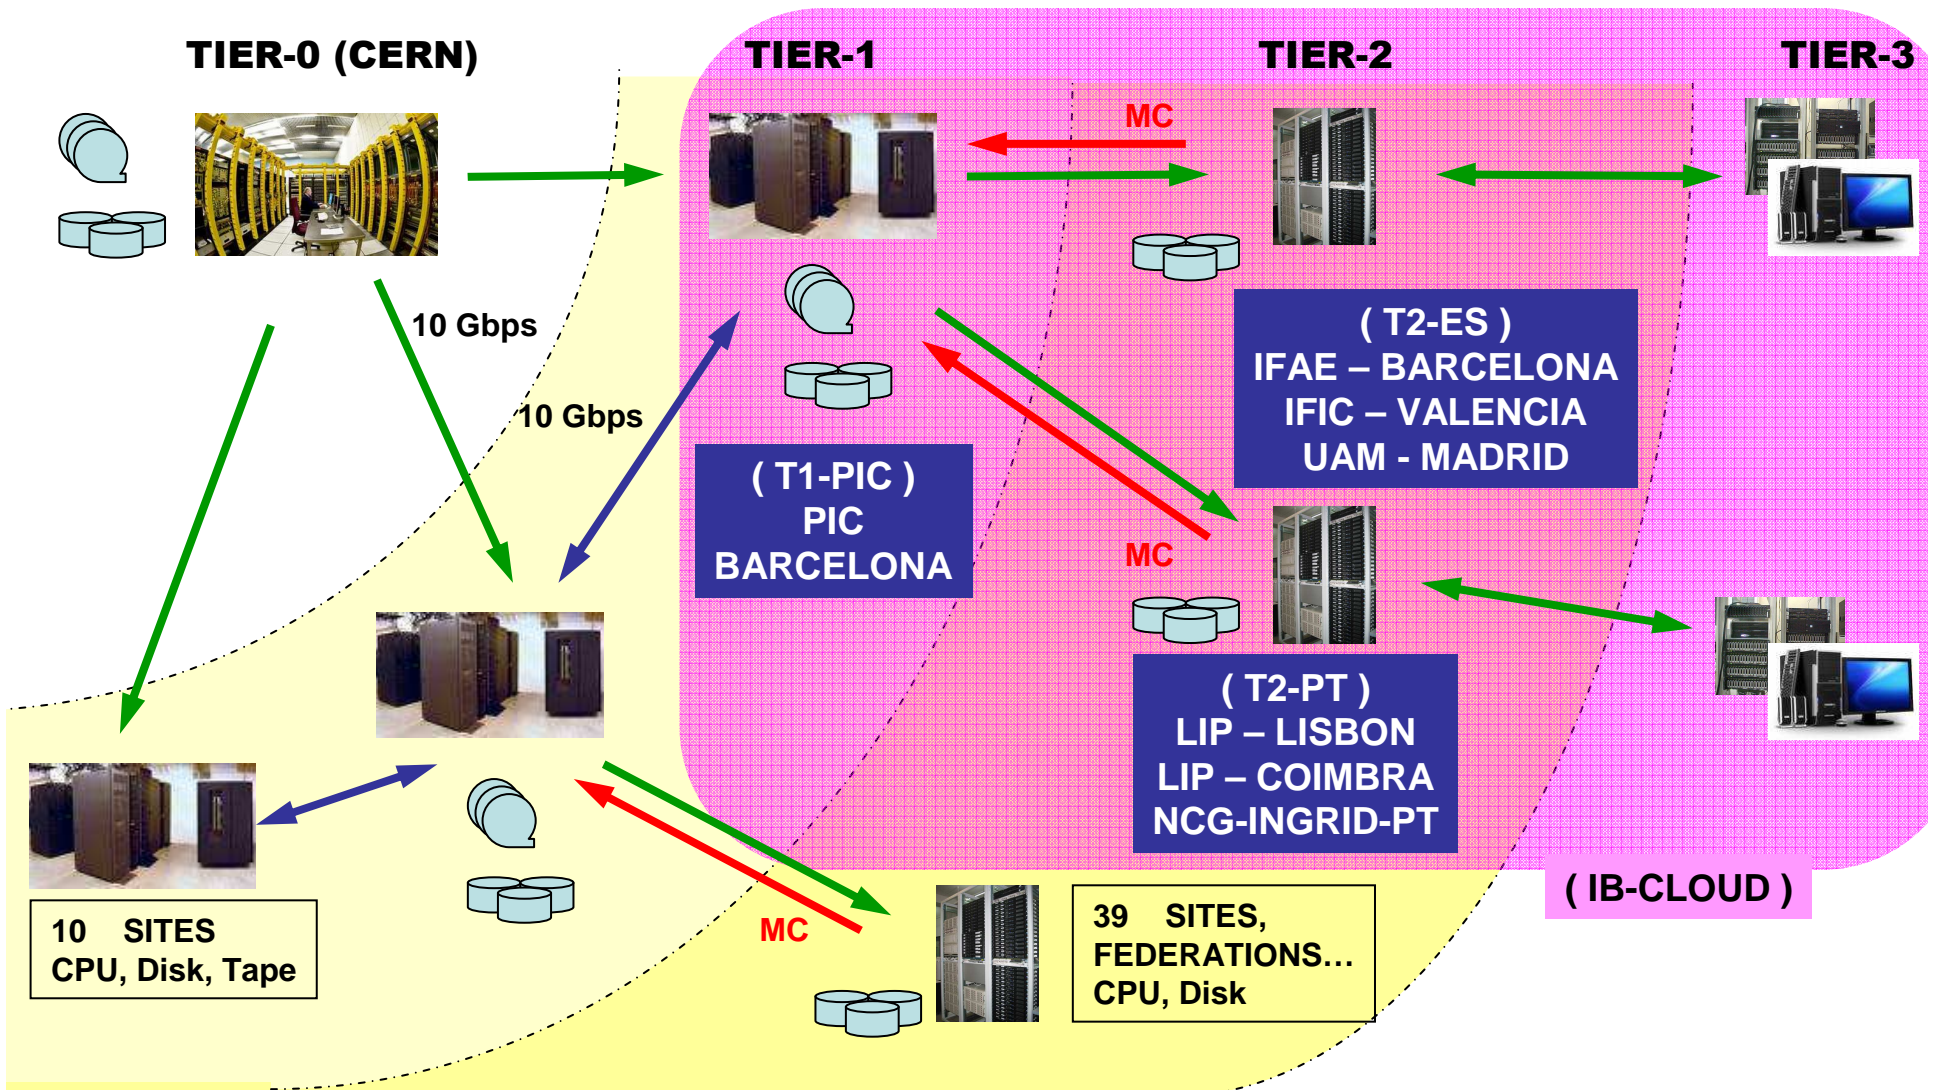 TIER-0 (CERN)
TIER-1
TIER-2
TIER-3
MC
10 Gbps
10 Gbps
( T2-ES )
IFAE – BARCELONA
IFIC – VALENCIA
UAM - MADRID
( T1-PIC )
PIC
BARCELONA
MC
( T2-PT )
LIP – LISBON
LIP – COIMBRA
NCG-INGRID-PT
( IB-CLOUD )
MC
10 SITES
CPU, Disk, Tape
39 SITES,
FEDERATIONS…
CPU, Disk